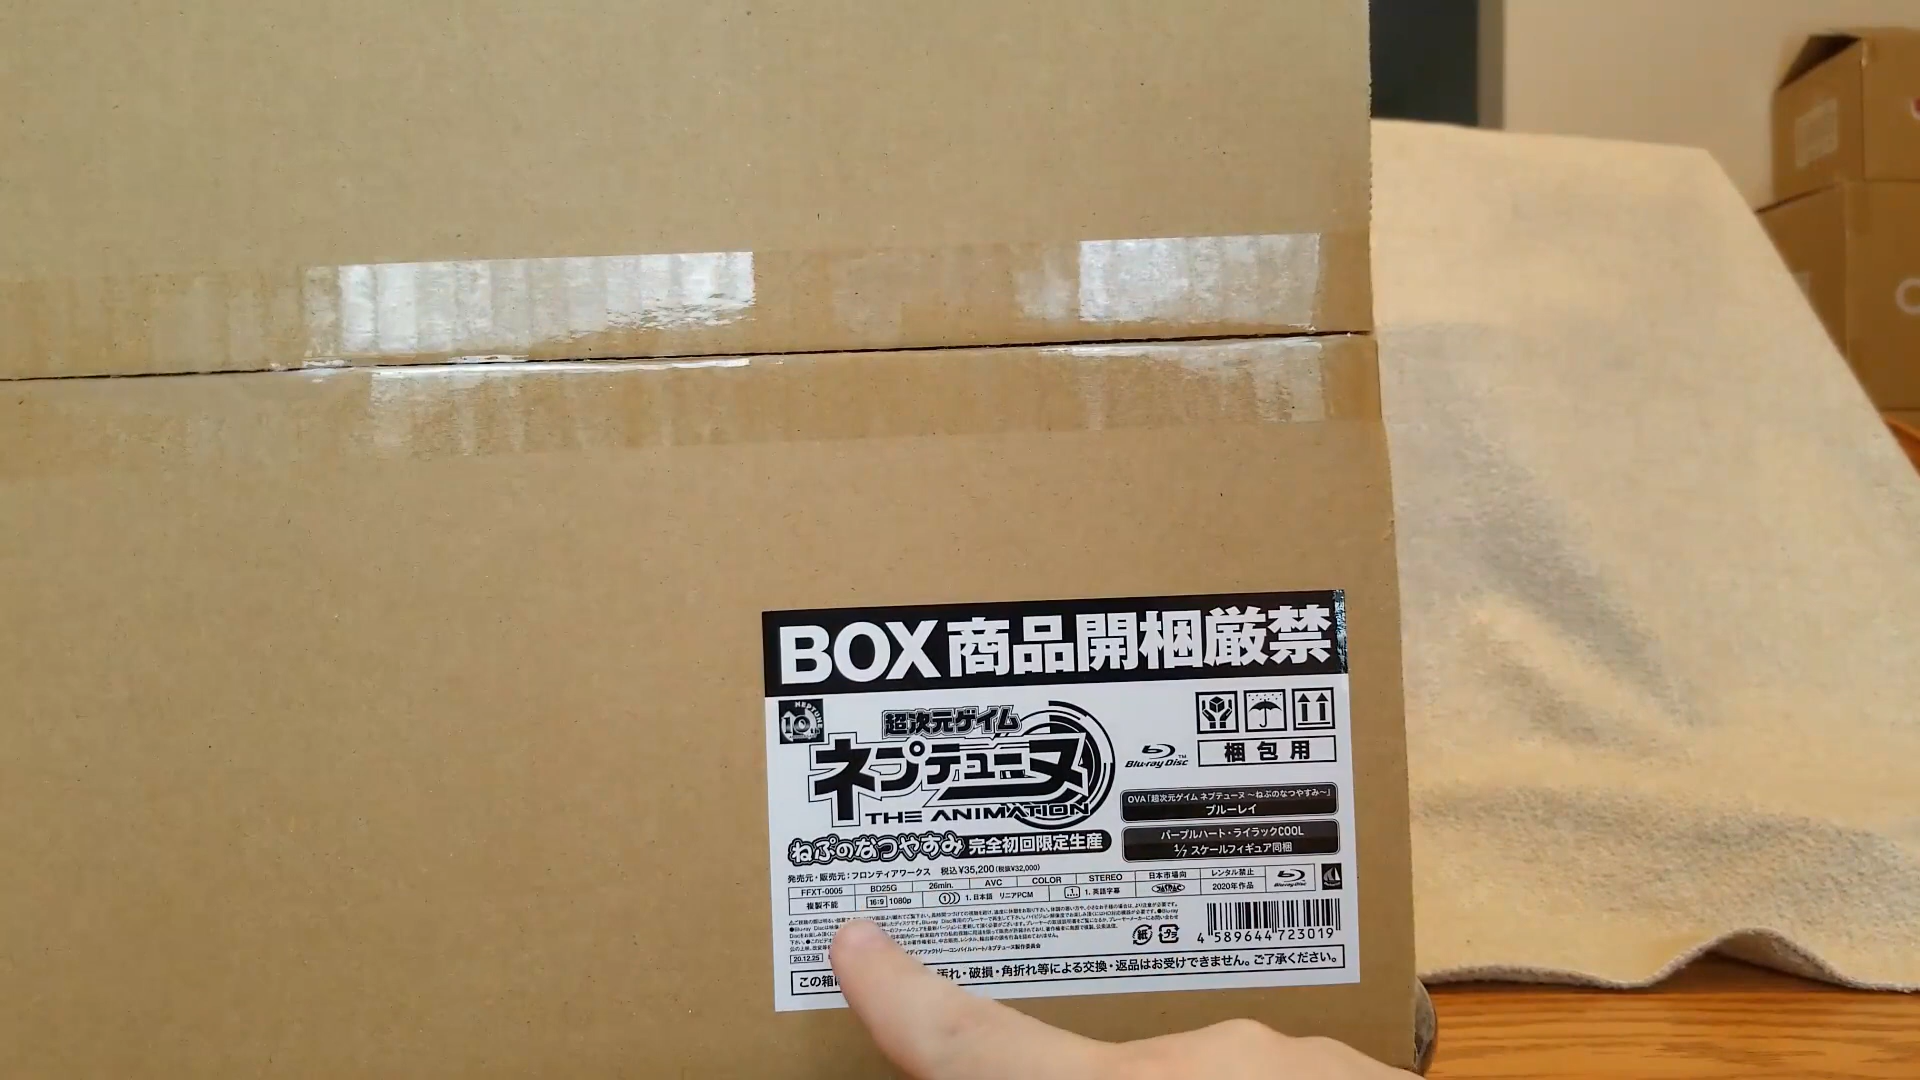 BOX商品開梱厳禁
NEPTUNE
10th
超次元ゲイム
ネプテューヌ
THE ANIMATION
ねぷのなつやすみ 完全初回限定生産
Blu-ray Disc™
梱包用
OVA「超次元ゲイム ネプテューヌ ～ねぷのなつやすみ～」
ブルーレイ
パープルハート・ライラックCOOL
1/7 スケールフィギュア同梱
発売元・販売元：フロンティアワークス 税込¥35,200(税抜¥32,000)
FFXT-0005 BD25G 26min. AVC COLOR STEREO 日本市場向 レンタル禁止
複製不能 16:9 1080p 1. 日本語 リニアPCM 1. 英語字幕 2020年作品
Blu-ray Disc
20.12.25
紙 プラ
4 589644 723019
この箱
汚れ・破損・角折れ等による交換・返品はお受けできません。ご了承ください。